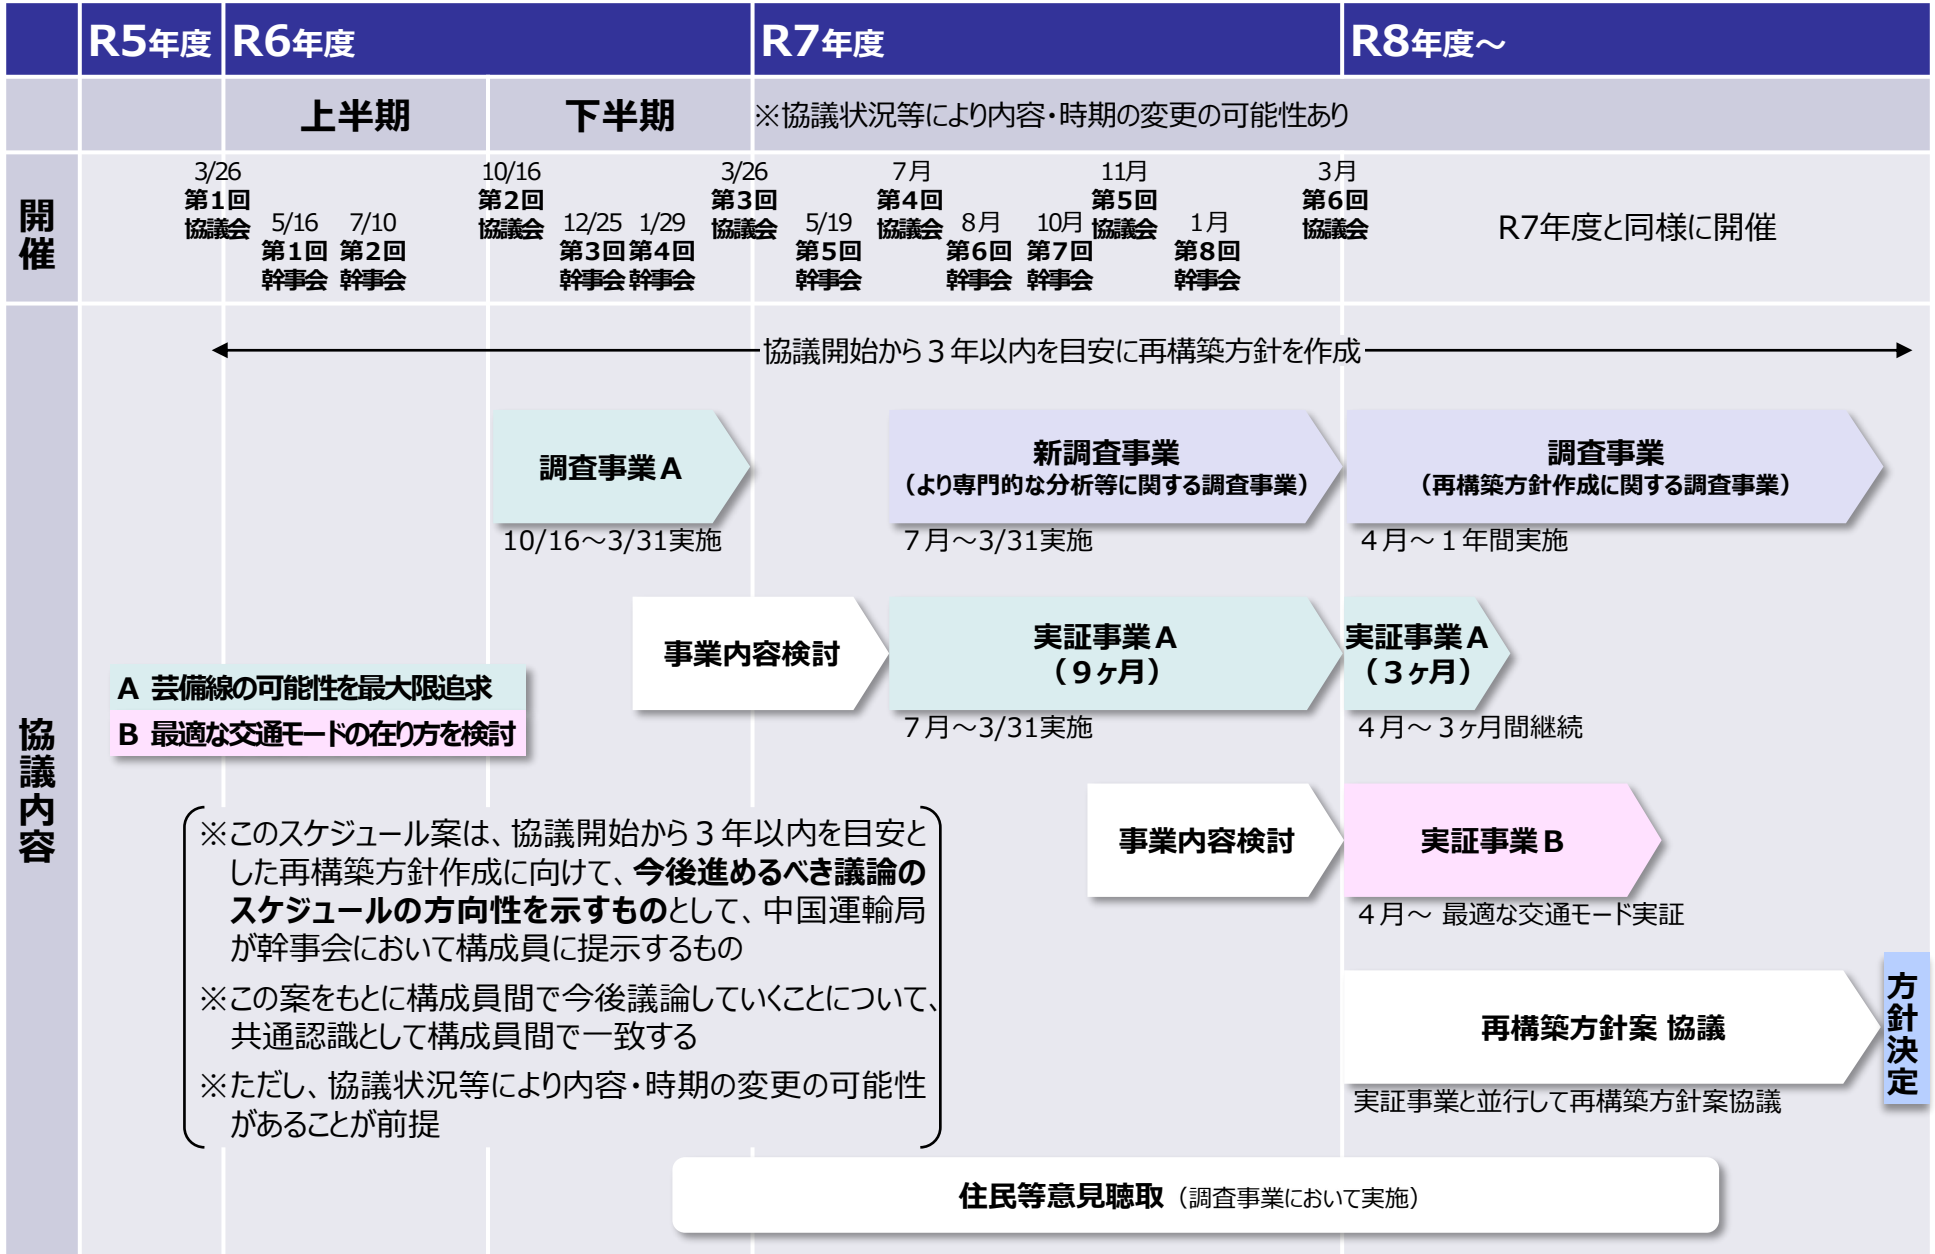 R5年度
R6年度
R7年度
R8年度～
上半期
下半期
※協議状況等により内容・時期の変更の可能性あり
開催
3/26
第1回
協議会
5/16
第1回
幹事会
7/10
第2回
幹事会
10/16
第2回
協議会
12/25
第3回
幹事会
1/29
第4回
幹事会
3/26
第3回
協議会
5/19
第5回
幹事会
7月
第4回
協議会
8月
第6回
幹事会
10月
第7回
幹事会
11月
第5回
協議会
1月
第8回
幹事会
3月
第6回
協議会
R7年度と同様に開催
協議内容
協議開始から３年以内を目安に再構築方針を作成
調査事業Ａ
10/16～3/31実施
新調査事業
（より専門的な分析等に関する調査事業）
７月～3/31実施
調査事業
（再構築方針作成に関する調査事業）
４月～１年間実施
事業内容検討
実証事業Ａ
（９ヶ月）
７月～3/31実施
実証事業Ａ
（３ヶ月）
４月～３ヶ月間継続
A 芸備線の可能性を最大限追求
B 最適な交通モードの在り方を検討
事業内容検討
実証事業Ｂ
４月～ 最適な交通モード実証
※このスケジュール案は、協議開始から３年以内を目安と
した再構築方針作成に向けて、今後進めるべき議論の
スケジュールの方向性を示すものとして、中国運輸局
が幹事会において構成員に提示するもの
※この案をもとに構成員間で今後議論していくことについて、
共通認識として構成員間で一致する
※ただし、協議状況等により内容・時期の変更の可能性
があることが前提
再構築方針案 協議
実証事業と並行して再構築方針案協議
方針決定
住民等意見聴取（調査事業において実施）